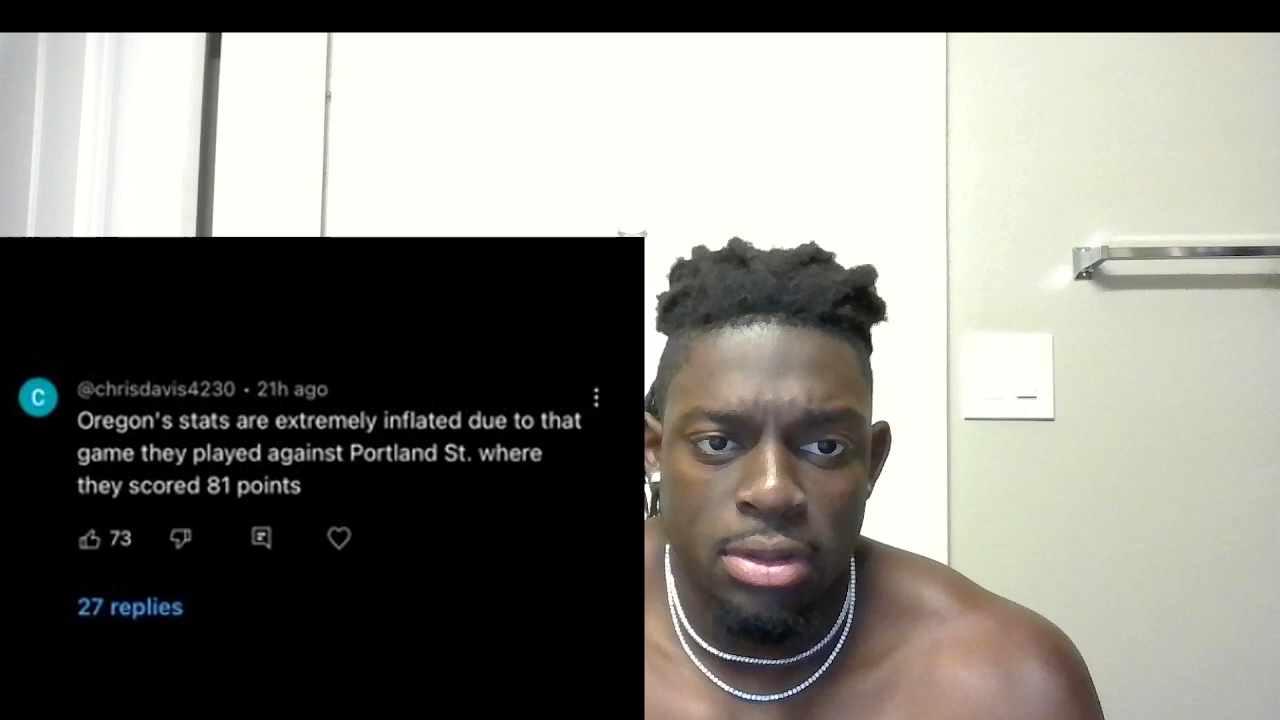 C
@chrisdavis4230 • 21h ago
Oregon's stats are extremely inflated due to that
game they played against Portland St. where
they scored 81 points
73
27 replies